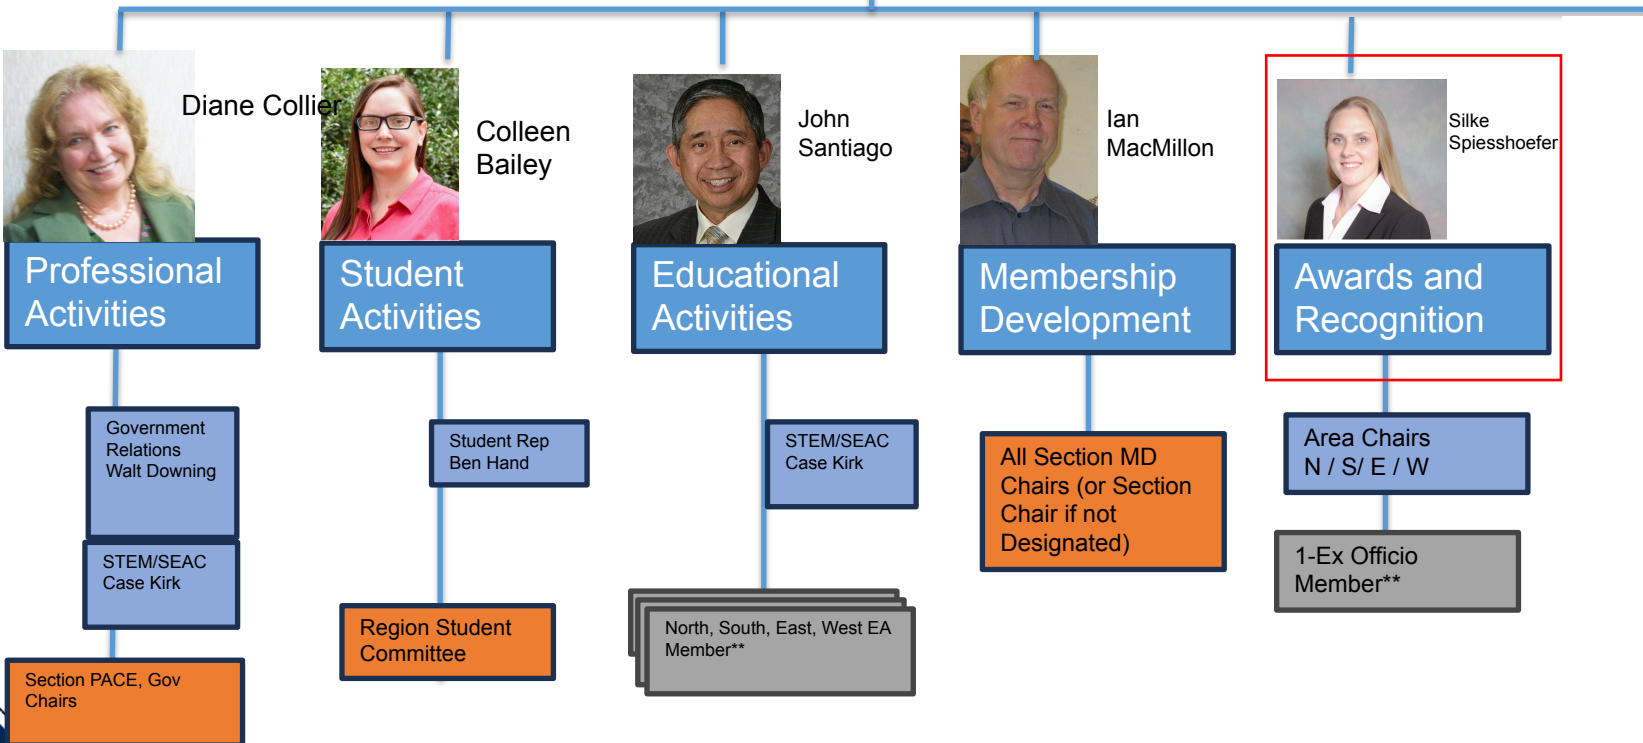 Diane Collier
Colleen
Bailey
John
Santiago
Ian
MacMillon
Silke
Spiesshoefer
Professional
Activities
Student
Activities
Educational
Activities
Membership
Development
Awards and
Recognition
Government
Relations
Walt Downing
STEM/SEAC
Case Kirk
Section PACE, Gov
Chairs
Student Rep
Ben Hand
Region Student
Committee
STEM/SEAC
Case Kirk
North, South, East, West EA
Member**
All Section MD
Chairs (or Section
Chair if not
Designated)
Area Chairs
N / S/ E / W
1-Ex Officio
Member**